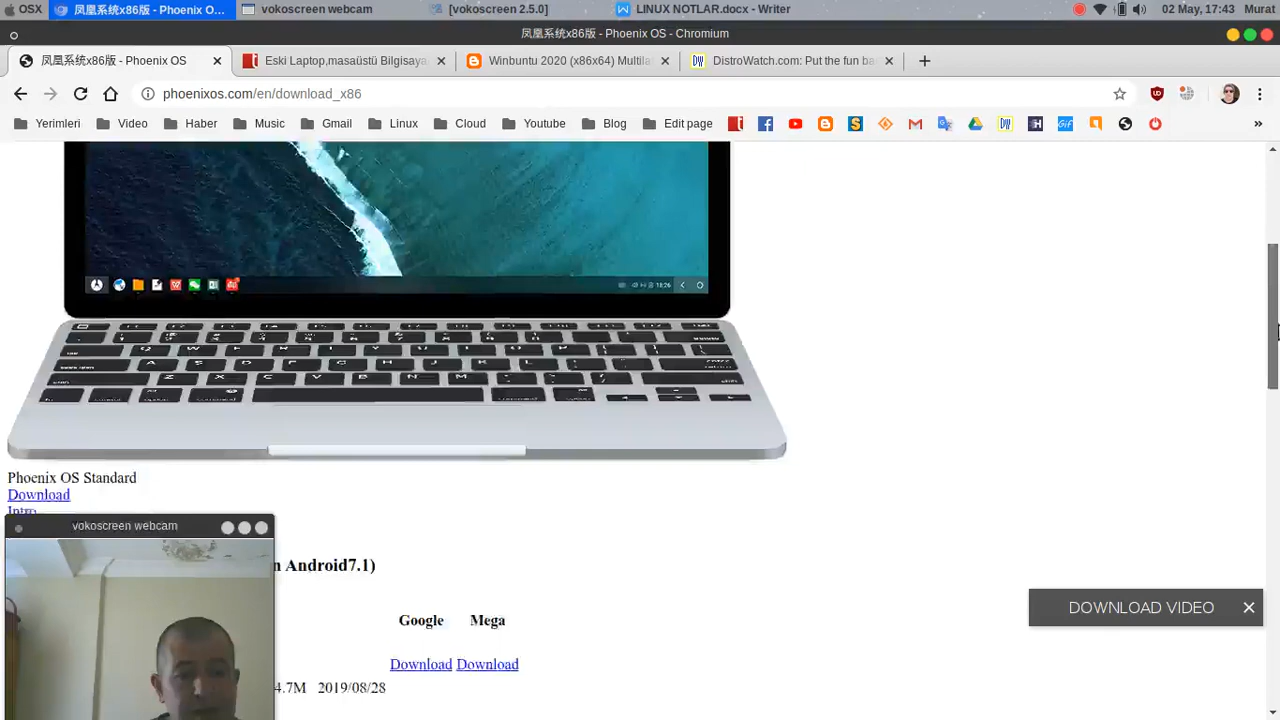 OSX
凤凰系统x86版 - Phoenix O...
vokoscreen webcam
[vokoscreen 2.5.0]
LINUX NOTLAR.docx - Writer
02 May, 17:43
Murat
凤凰系统x86版 - Phoenix OS - Chromium
凤凰系统x86版 - Phoenix OS
Eski Laptop,masaüstü Bilgisaya
Winbuntu 2020 (x86x64) Multila
DistroWatch.com: Put the fun ba
phoenixos.com/en/download_x86
Yerimleri
Video
Haber
Music
Gmail
Linux
Cloud
Youtube
Blog
Edit page
Phoenix OS Standard
Download
Intro
vokoscreen webcam
n Android7.1)
Google Mega
Download Download
4.7M 2019/08/28
DOWNLOAD VIDEO